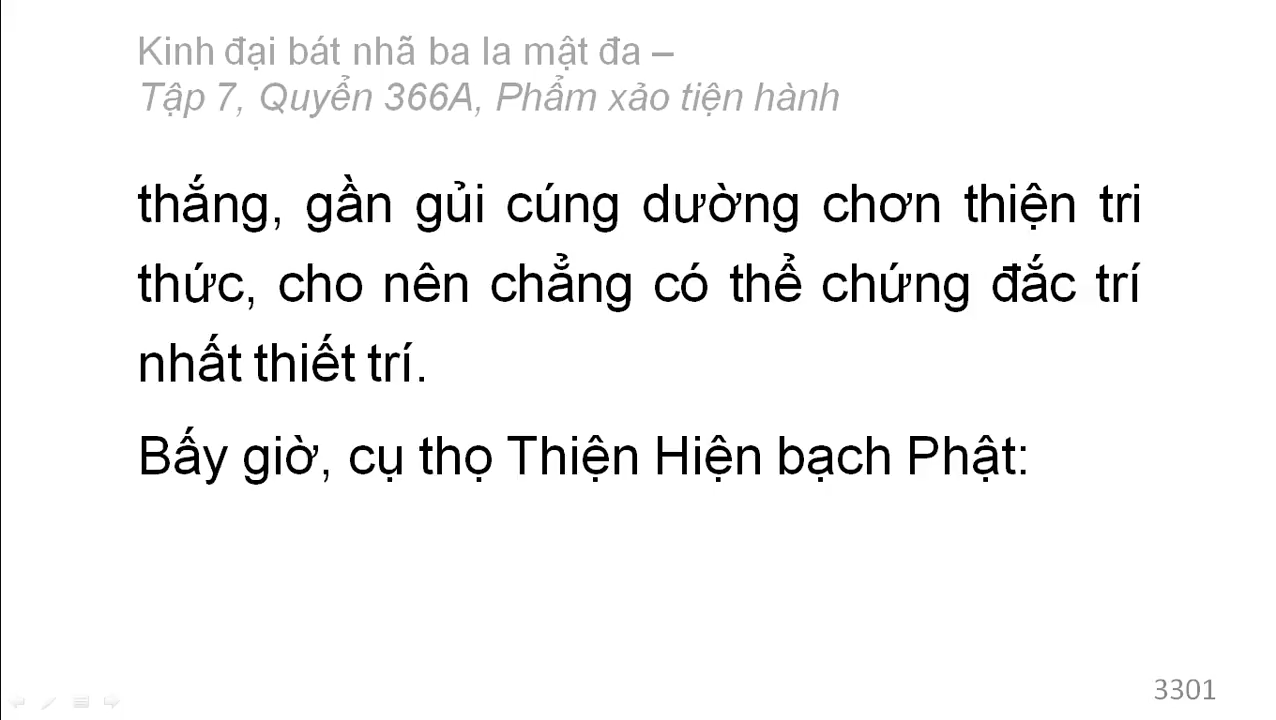 Kinh đại bát nhã ba la mật đa –
Tập 7, Quyển 366A, Phẩm xảo tiện hành
thắng, gần gủi cúng dường chơn thiện tri
thức, cho nên chẳng có thể chứng đắc trí
nhất thiết trí.
Bấy giờ, cụ thọ Thiện Hiện bạch Phật:
3301